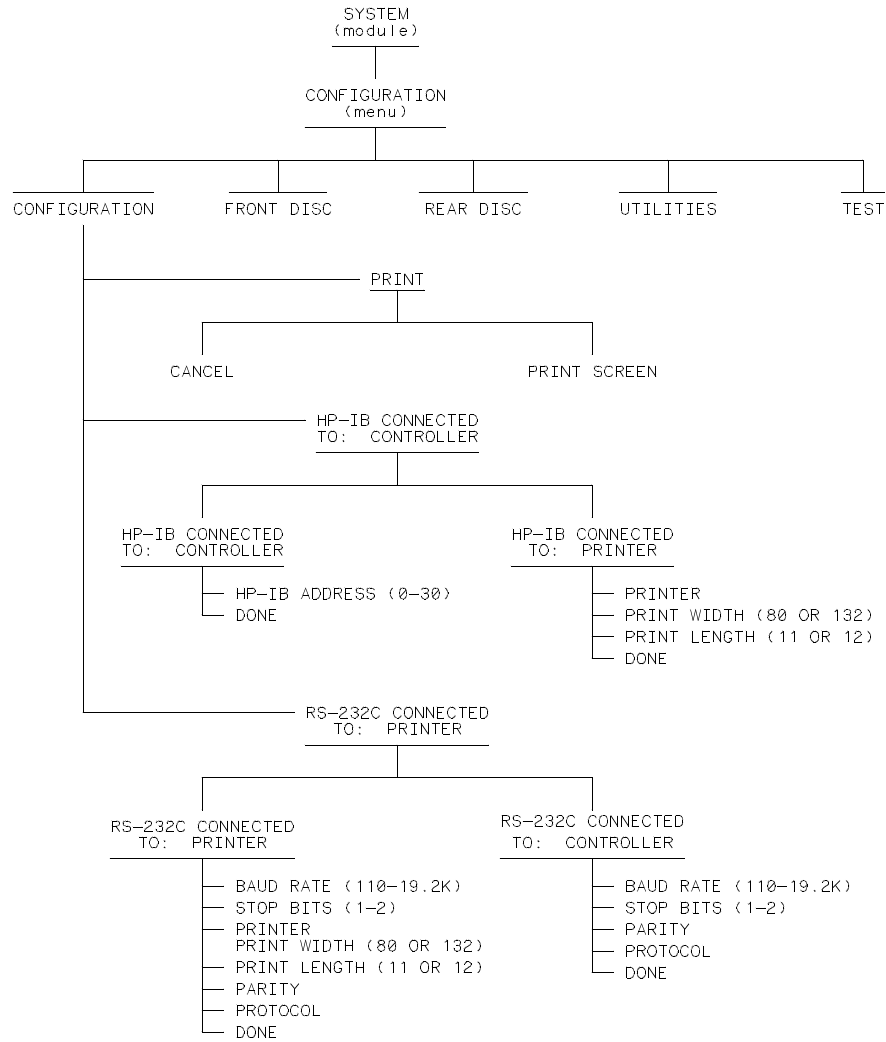 SYSTEM
(module)
CONFIGURATION
(menu)
CONFIGURATION
FRONT DISC
REAR DISC
UTILITIES
TEST
PRINT
CANCEL
PRINT SCREEN
HP-IB CONNECTED
TO: CONTROLLER
HP-IB CONNECTED
TO: CONTROLLER
HP-IB ADDRESS (0-30)
DONE
HP-IB CONNECTED
TO: PRINTER
PRINTER
PRINT WIDTH (80 OR 132)
PRINT LENGTH (11 OR 12)
DONE
RS-232C CONNECTED
TO: PRINTER
RS-232C CONNECTED
TO: PRINTER
BAUD RATE (110-19.2K)
STOP BITS (1-2)
PRINTER
PRINT WIDTH (80 OR 132)
PRINT LENGTH (11 OR 12)
PARITY
PROTOCOL
DONE
RS-232C CONNECTED
TO: CONTROLLER
BAUD RATE (110-19.2K)
STOP BITS (1-2)
PARITY
PROTOCOL
DONE